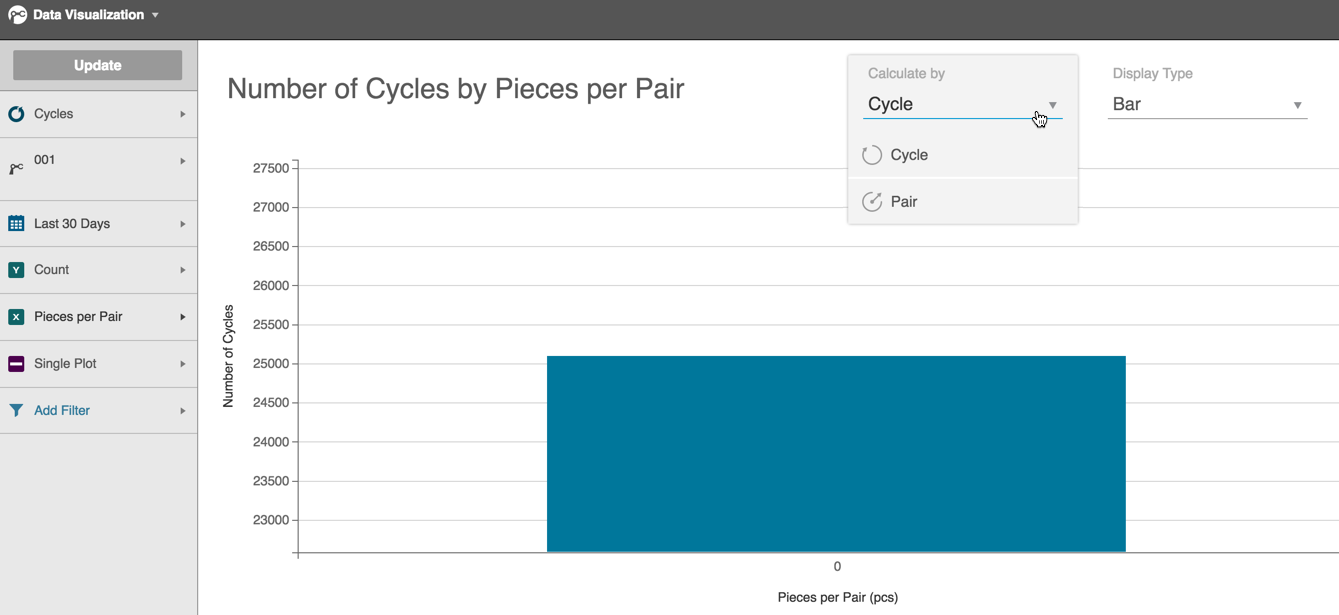 Data Visualization
Update
Cycles
001
Last 30 Days
Count
Pieces per Pair
Single Plot
Add Filter
Number of Cycles by Pieces per Pair
Calculate by
Cycle
Cycle
Pair
Display Type
Bar
Number of Cycles
27500
27000
26500
26000
25500
25000
24500
24000
23500
23000
0
Pieces per Pair (pcs)